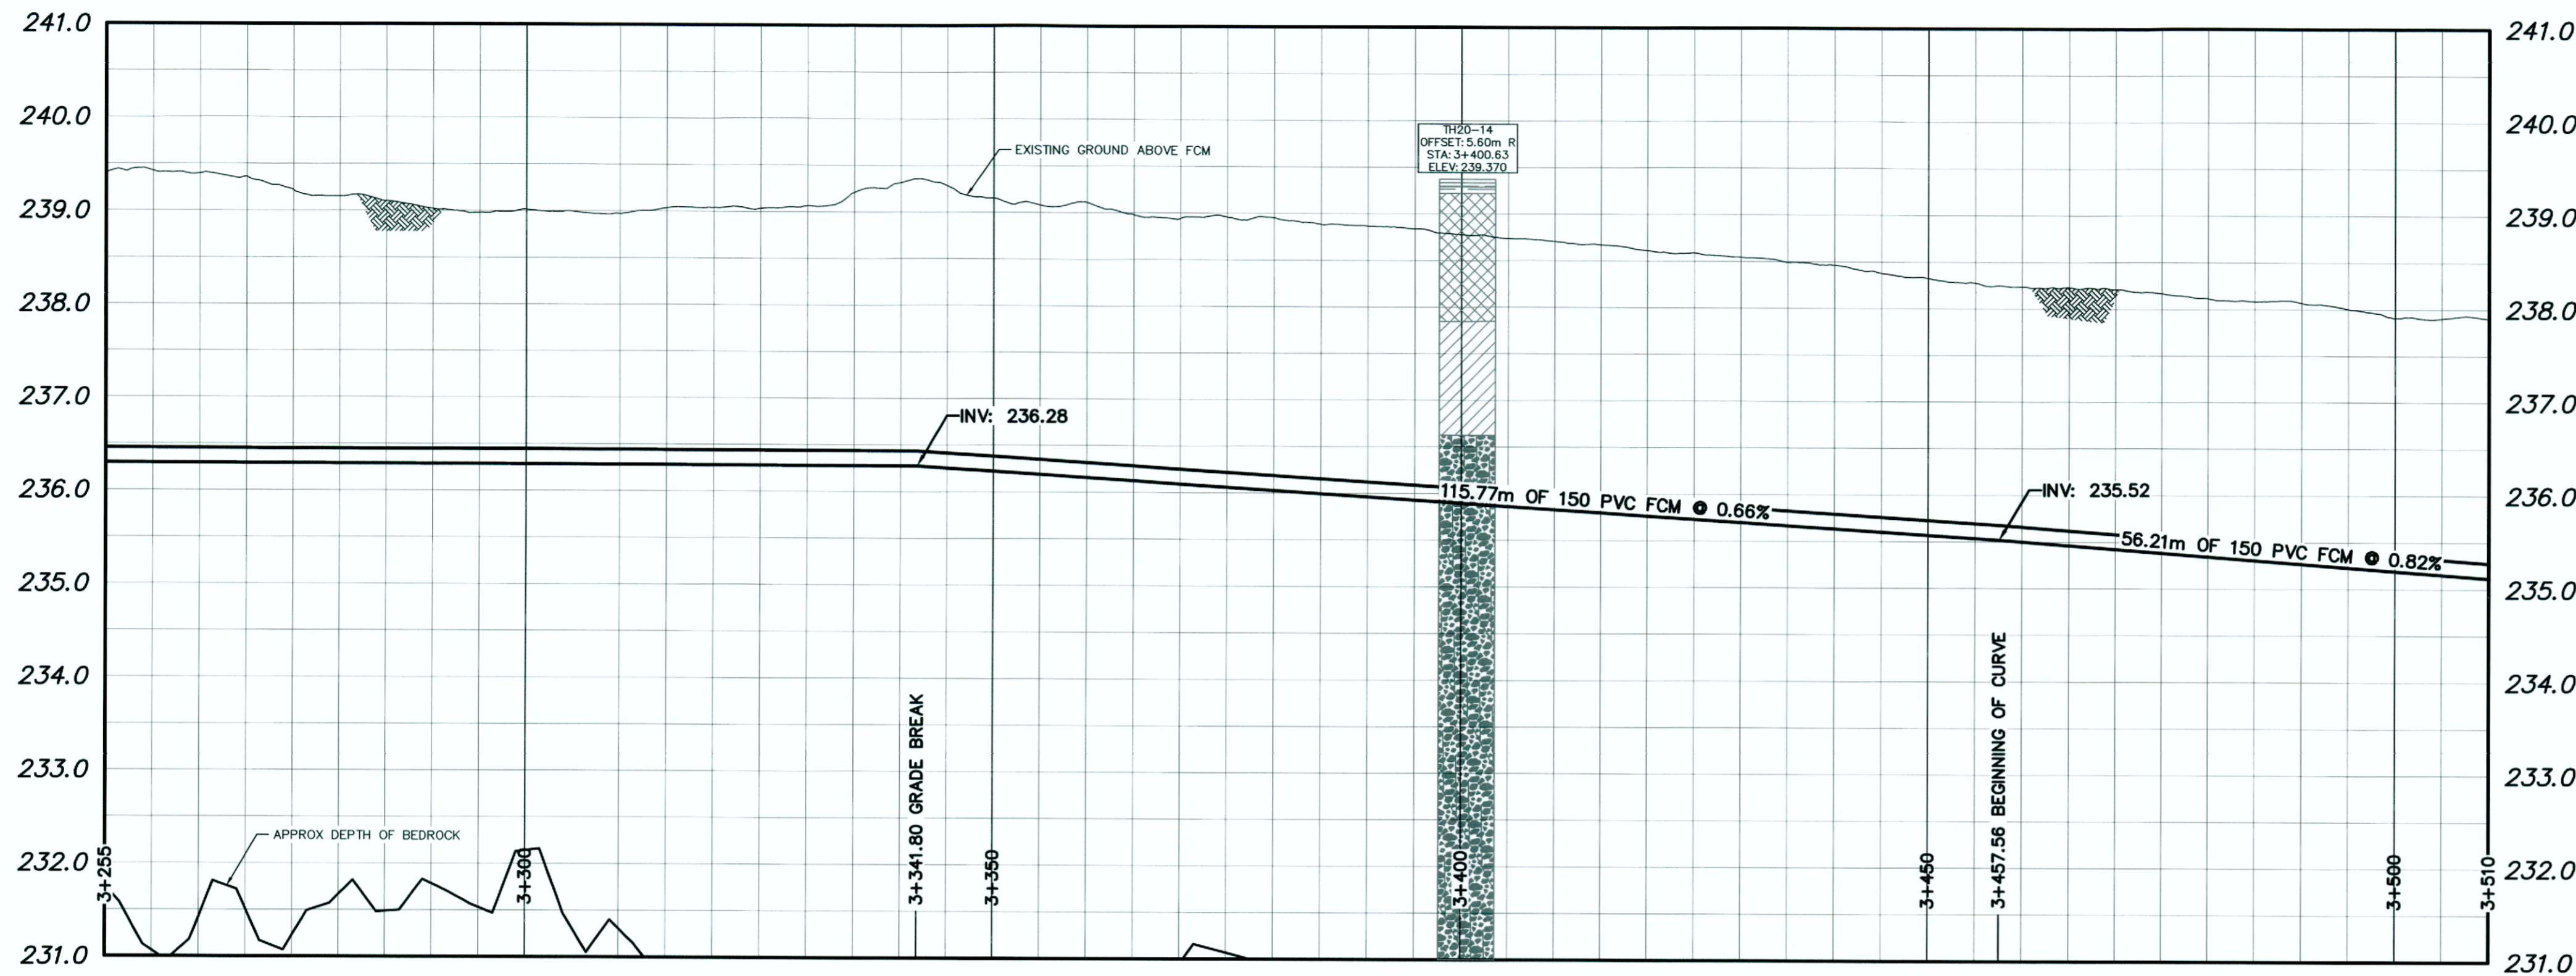 241.0
241.0
240.0
240.0
TH20-14
OFFSET: 5.60m R
STA: 3+400.63
ELEV: 239.370
EXISTING GROUND ABOVE FCM
239.0
239.0
238.0
238.0
237.0
237.0
INV: 236.28
236.0
236.0
115.77m OF 150 PVC FCM @ 0.66%
INV: 235.52
56.21m OF 150 PVC FCM @ 0.82%
235.0
235.0
234.0
234.0
233.0
233.0
APPROX DEPTH OF BEDROCK
232.0
232.0
3+255
3+300
3+341.80 GRADE BREAK
3+350
3+400
3+450
3+457.56 BEGINNING OF CURVE
3+500
3+510
231.0
231.0